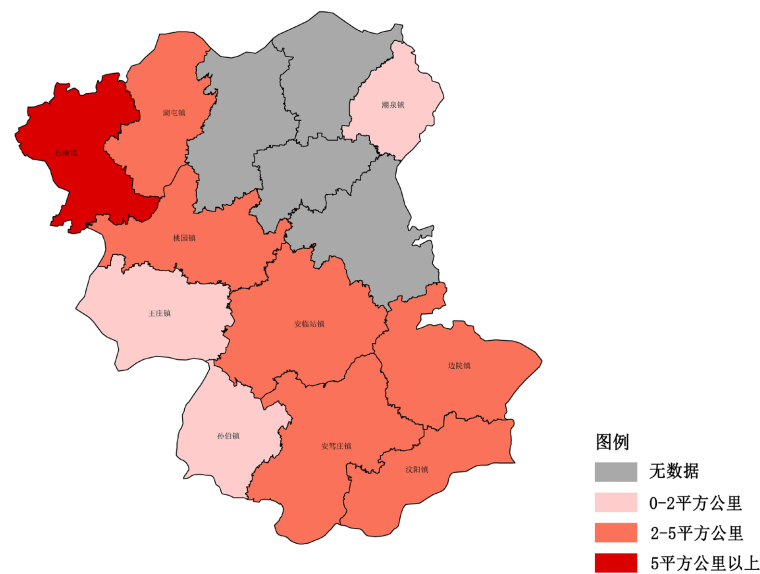 潮泉镇
湖屯镇
石横镇
桃园镇
王庄镇
安临站镇
边院镇
孙伯镇
安驾庄镇
汶阳镇
图例
无数据
0-2平方公里
2-5平方公里
5平方公里以上